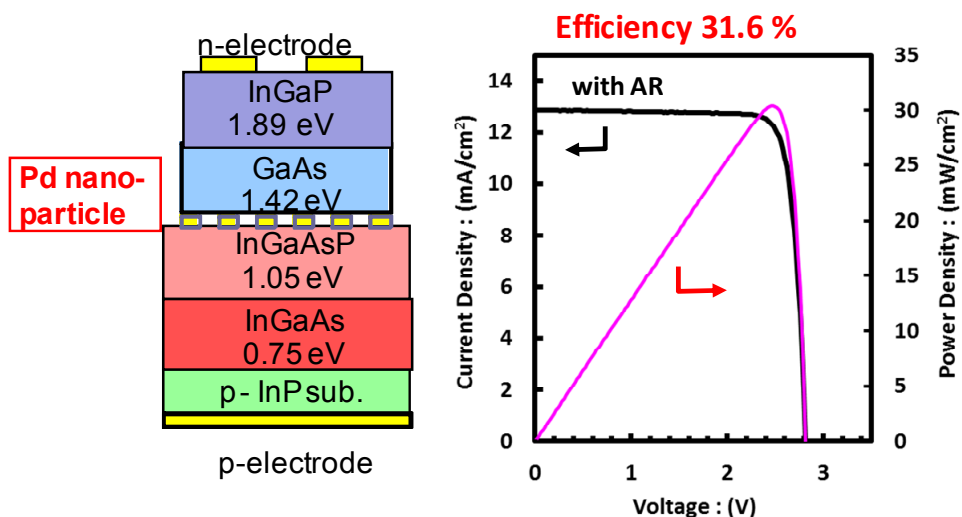 n-electrode
InGaP
1.89 eV
GaAs
1.42 eV
Pd nano-
particle
InGaAsP
1.05 eV
InGaAs
0.75 eV
p- InP sub.
p-electrode
Efficiency 31.6 %
with AR
Current Density : (mA/cm²)
14
12
10
8
6
4
2
0
Power Density : (mW/cm²)
35
30
25
20
15
10
5
0
0 1 2 3
Voltage : (V)